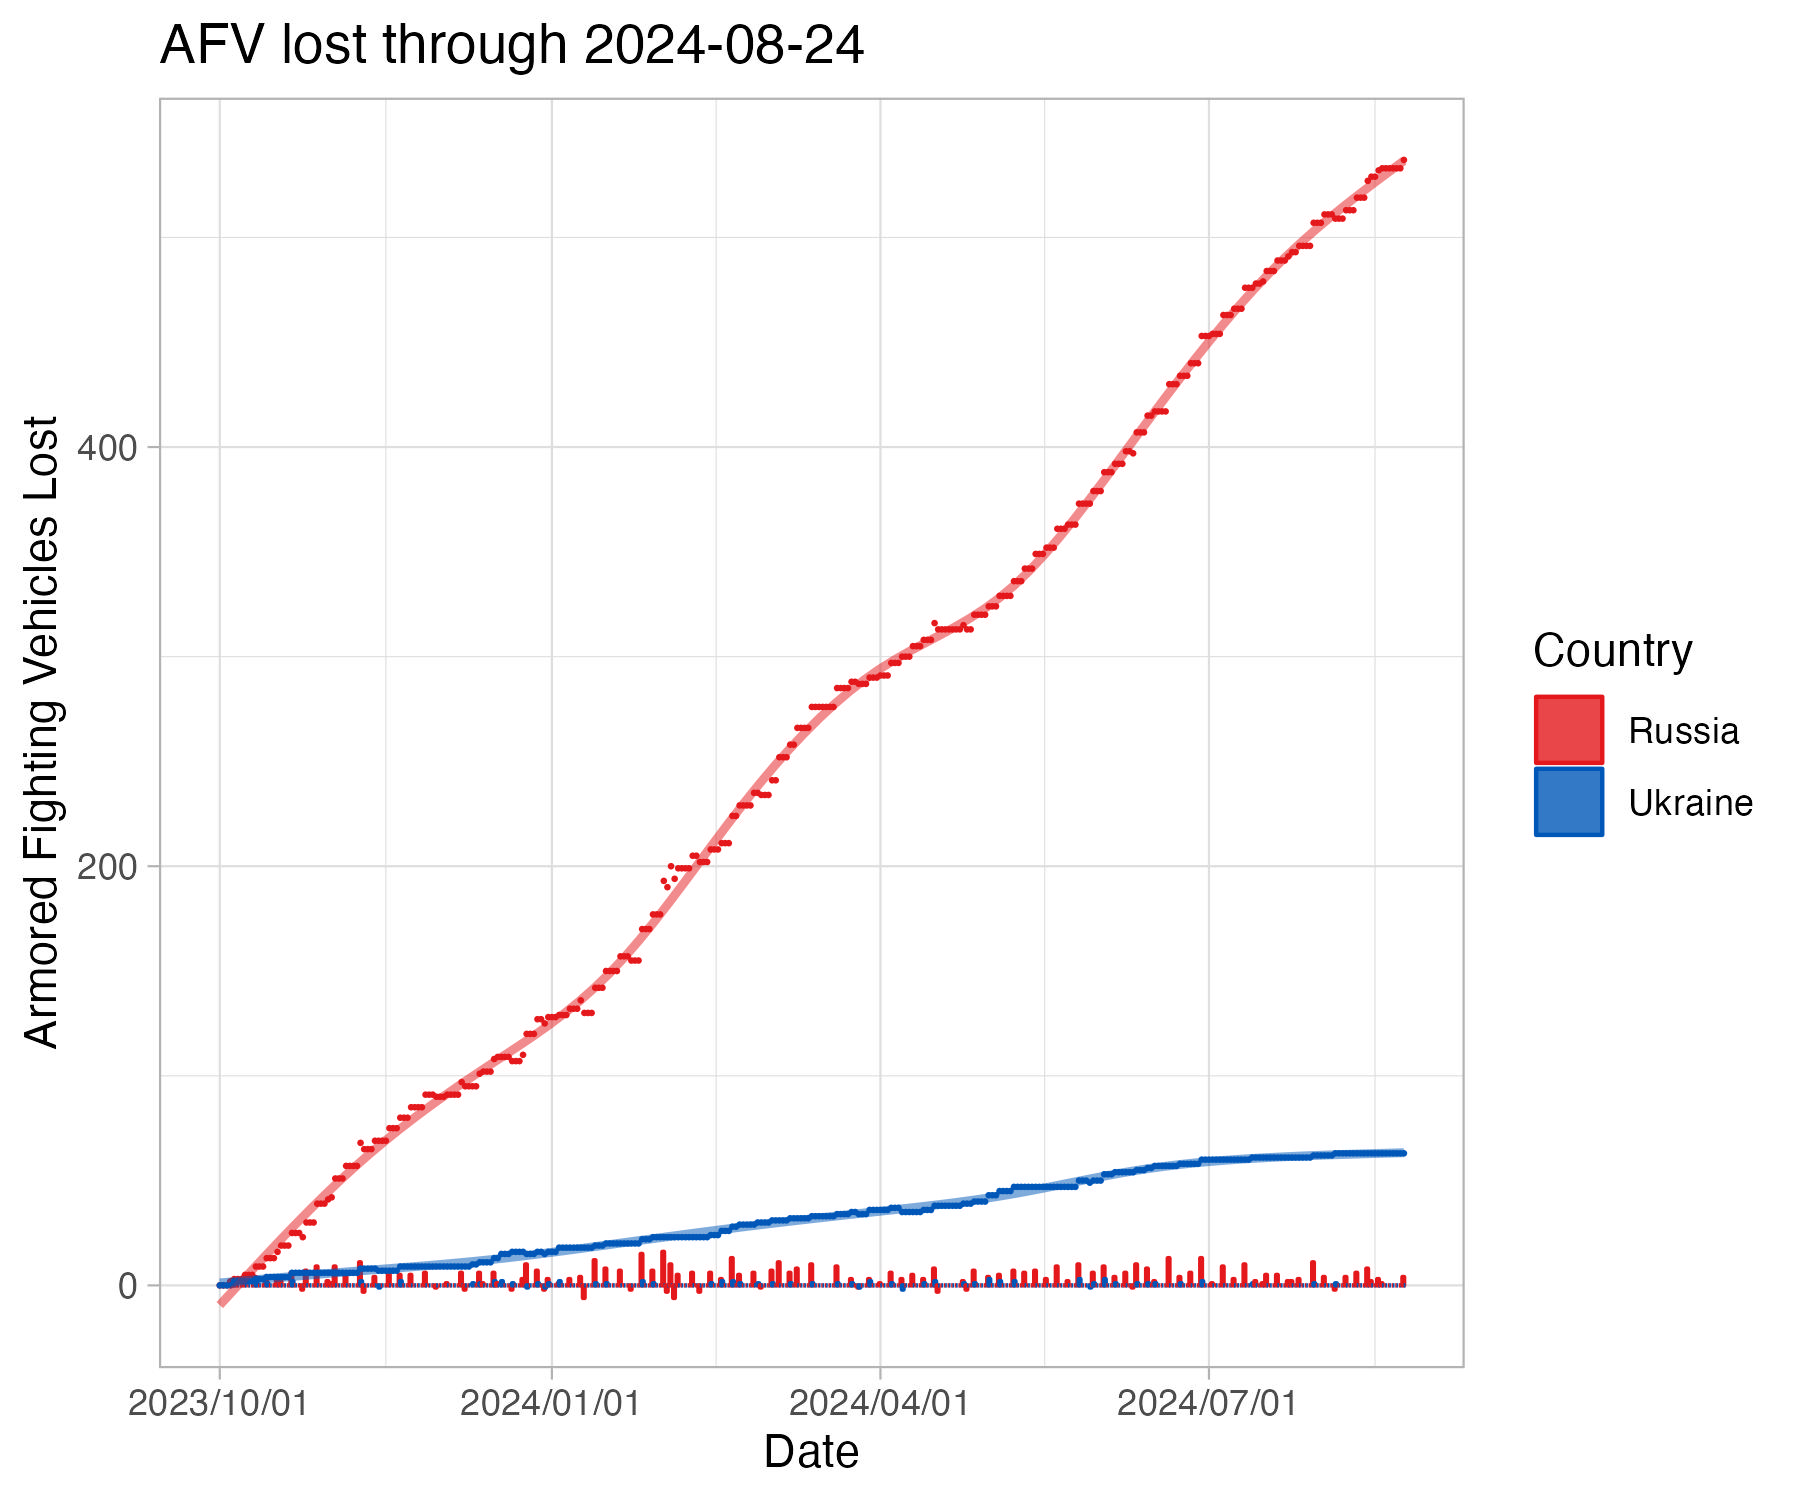 AFV lost through 2024-08-24
Armored Fighting Vehicles Lost
400
200
0
2023/10/01
2024/01/01
2024/04/01
2024/07/01
Date
Country
Russia
Ukraine